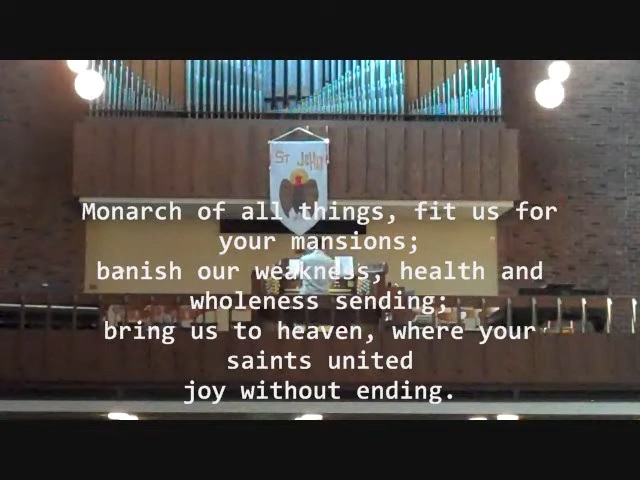 ST JOHN
Monarch of all things, fit us for
your mansions;
banish our weakness, health and
wholeness sending;
bring us to heaven, where your
saints united
joy without ending.